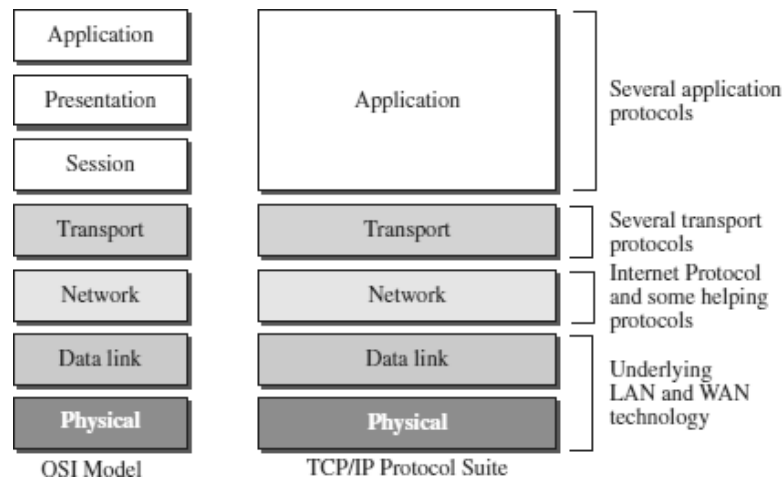 Application
Presentation
Session
Transport
Network
Data link
Physical
OSI Model
Application
Transport
Network
Data link
Physical
TCP/IP Protocol Suite
Several application
protocols
Several transport
protocols
Internet Protocol
and some helping
protocols
Underlying
LAN and WAN
technology